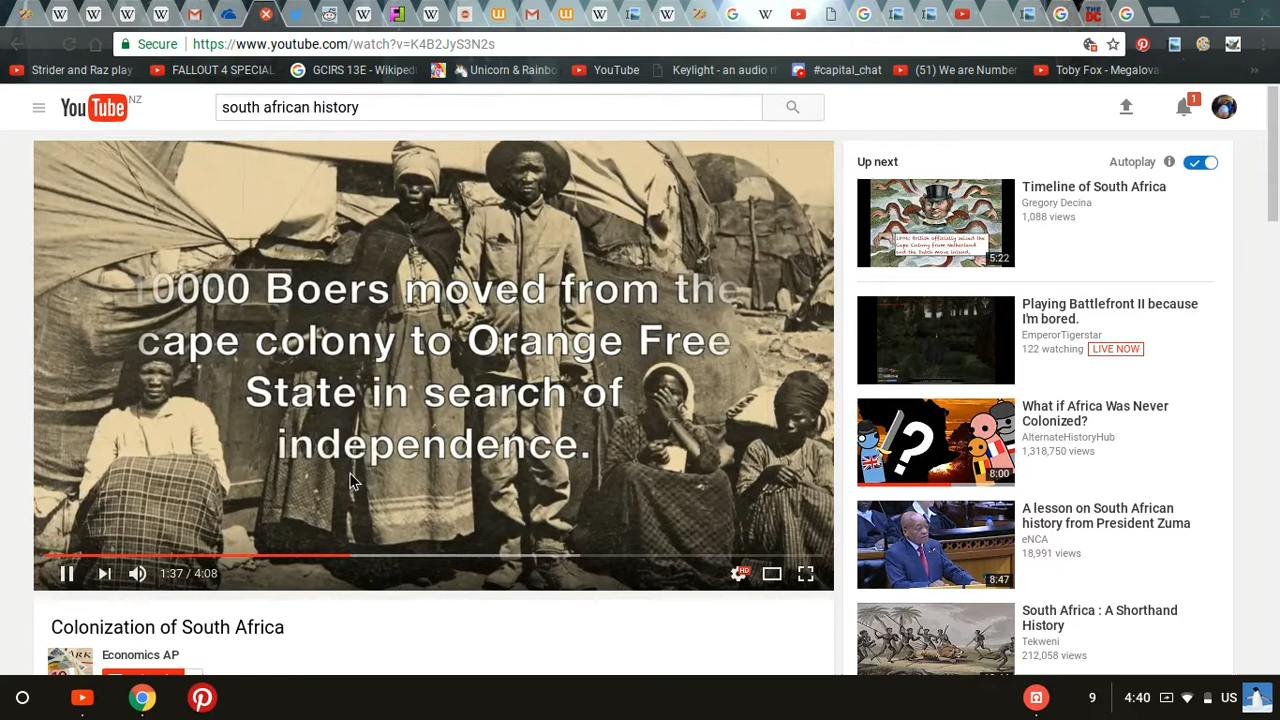 Secure https://www.youtube.com/watch?v=K4B2JyS3N2s
Strider and Raz play FALLOUT 4 SPECIAL GCIRS 13E - Wikiped Unicorn & Rainbo YouTube Keylight - an audio r #capital_chat (51) We are Number Toby Fox - Megalova »
YouTube NZ
south african history
1
10000 Boers moved from the
cape colony to Orange Free
State in search of
independence.
1:37 / 4:08
HD
Colonization of South Africa
Economics AP
Up next Autoplay
Timeline of South Africa
Gregory Decina
1,088 views
5:22
Playing Battlefront II because
I'm bored.
EmperorTigerstar
122 watching LIVE NOW
What if Africa Was Never
Colonized?
AlternateHistoryHub
1,318,750 views
8:00
A lesson on South African
history from President Zuma
eNCA
18,991 views
8:47
South Africa : A Shorthand
History
Tekweni
212,058 views
9 4:40 US